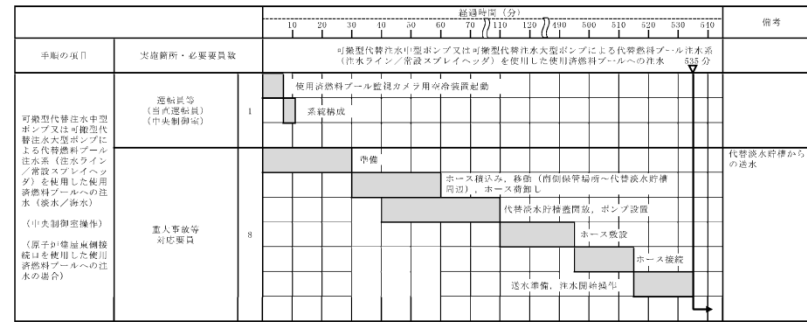 経過時間（分）
備考
10 20 30 40 50 60 70 110 120 490 500 510 520 530 540
手順の項目
実施箇所・必要要員数
可搬型代替注水中型ポンプ又は可搬型代替注水大型ポンプによる代替燃料プール注水系
（注水ライン／常設スプレイヘッダ）を使用した使用済燃料プールへの注水 535分
可搬型代替注水中型
ポンプ又は可搬型代
替注水大型ポンプに
よる代替燃料プール
注水系（注水ライン
／常設スプレイヘッ
ダ）を使用した使用
済燃料プールへの注
水（淡水／海水）
（中央制御室操作）
（原子炉建屋東側接
続口を使用した使用
済燃料プールへの注
水の場合）
運転員等
（当直運転員）
（中央制御室）
1
使用済燃料プール監視カメラ用空冷装置起動
系統構成
重大事故等
対応要員
8
準備
ホース積込み，移動（南側保管場所～代替淡水貯槽
周辺），ホース荷卸し
代替淡水貯槽蓋開放，ポンプ設置
ホース敷設
ホース接続
送水準備，注水開始操作
代替淡水貯槽から
の送水